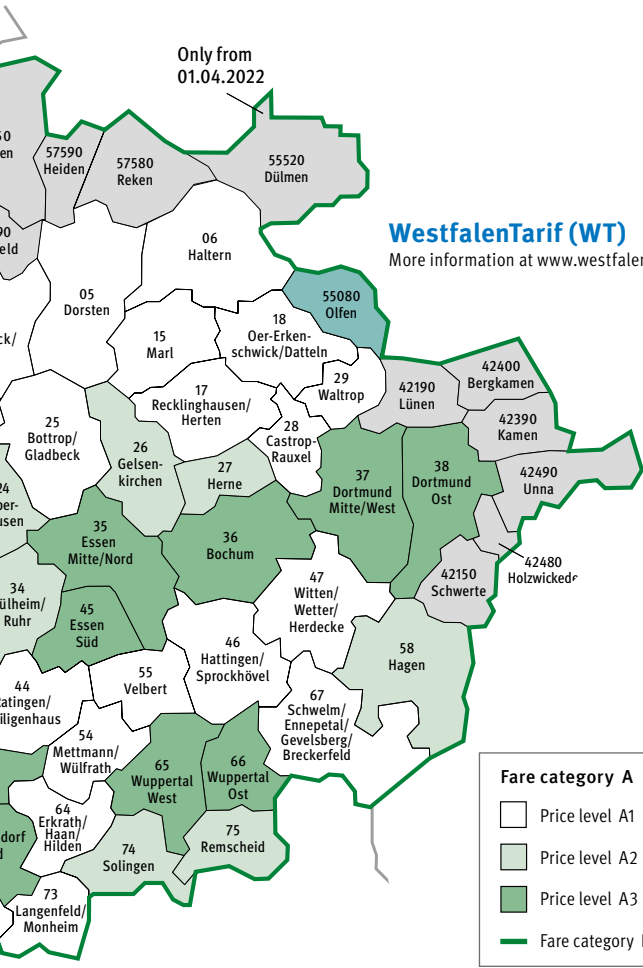 Only from
01.04.2022
57590
Heiden
57580
Reken
55520
Dülmen
WestfalenTarif (WT)
06
Haltern
05
Dorsten
More information at
55080
Olfen
18
Oer-Erken-
schwick/Datteln
15
Marl
29
Waltrop
42190
Lünen
42400
Bergkamen
17
Recklinghausen/
Herten
42390
Kamen
25
Bottrop/
Gladbeck
26
Gelsen-
kirchen
28
Castrop-
Rauxel
27
Herne
37
Dortmund
Mitte/West
38
Dortmund
Ost
42490
Unna
35
Essen
Mitte/Nord
36
Bochum
42480
Holzwickede
34
Ruhr
47
Witten/
Wetter/
Herdecke
42150
Schwerte
45
Essen
Süd
46
Hattingen/
Sprockhövel
58
Hagen
44
55
Velbert
67
Schwelm/
Ennepetal/
Gevelsberg/
Breckerfeld
54
Mettmann/
Wülfrath
65
Wuppertal
West
66
Wuppertal
Ost
64
Erkrath/
Haan/
Hilden
74
Solingen
75
Remscheid
73
Langenfeld/
Monheim
Fare category A
Price level A1
Price level A2
Price level A3
Fare category